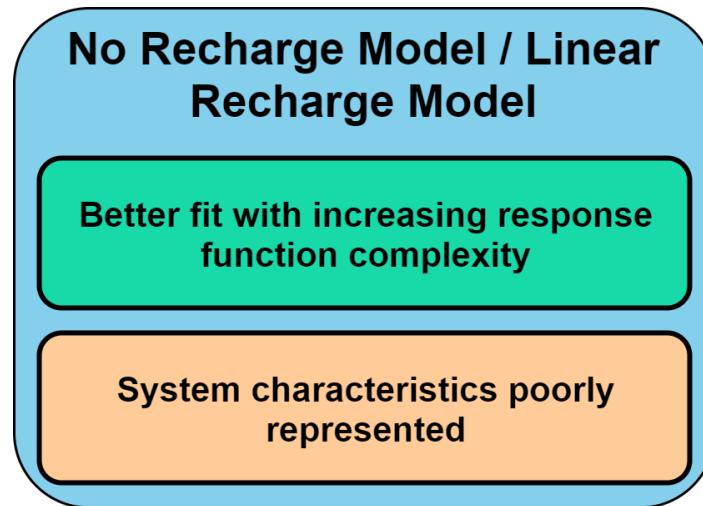 No Recharge Model / Linear
Recharge Model
Better fit with increasing response
function complexity
System characteristics poorly
represented